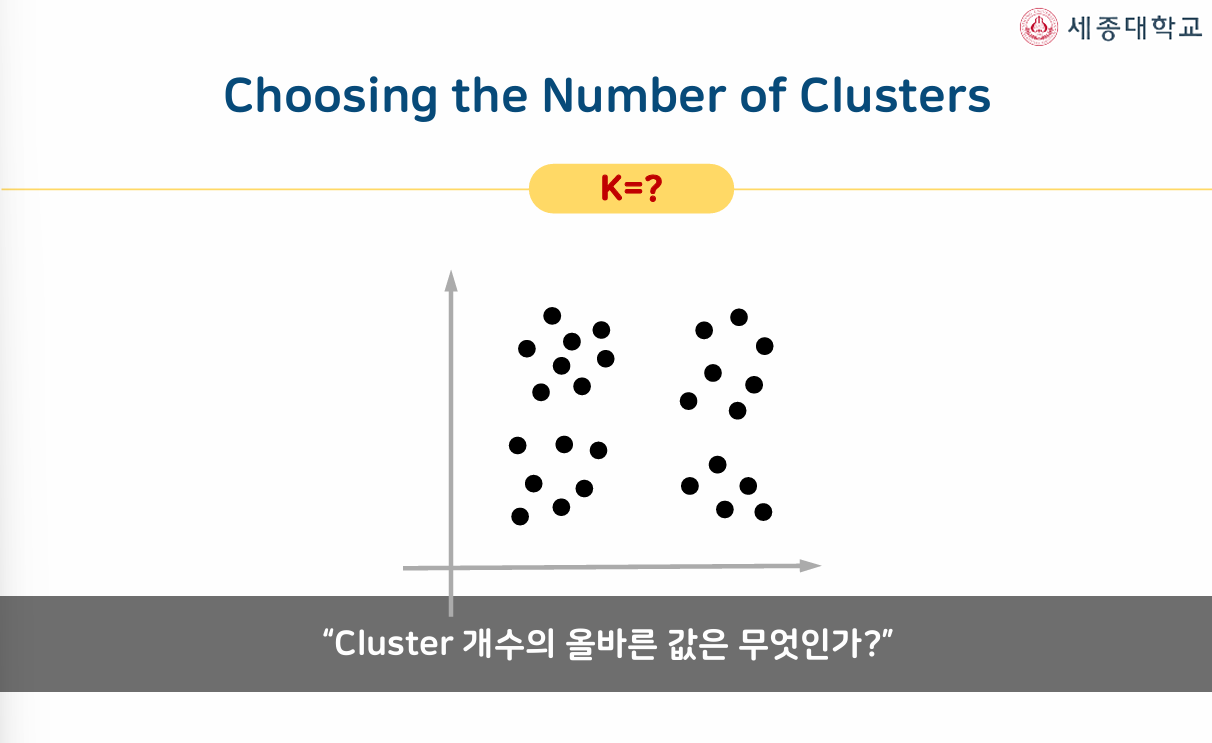 세종대학교
Choosing the Number of Clusters
K=?
“Cluster 개수의 올바른 값은 무엇인가?”